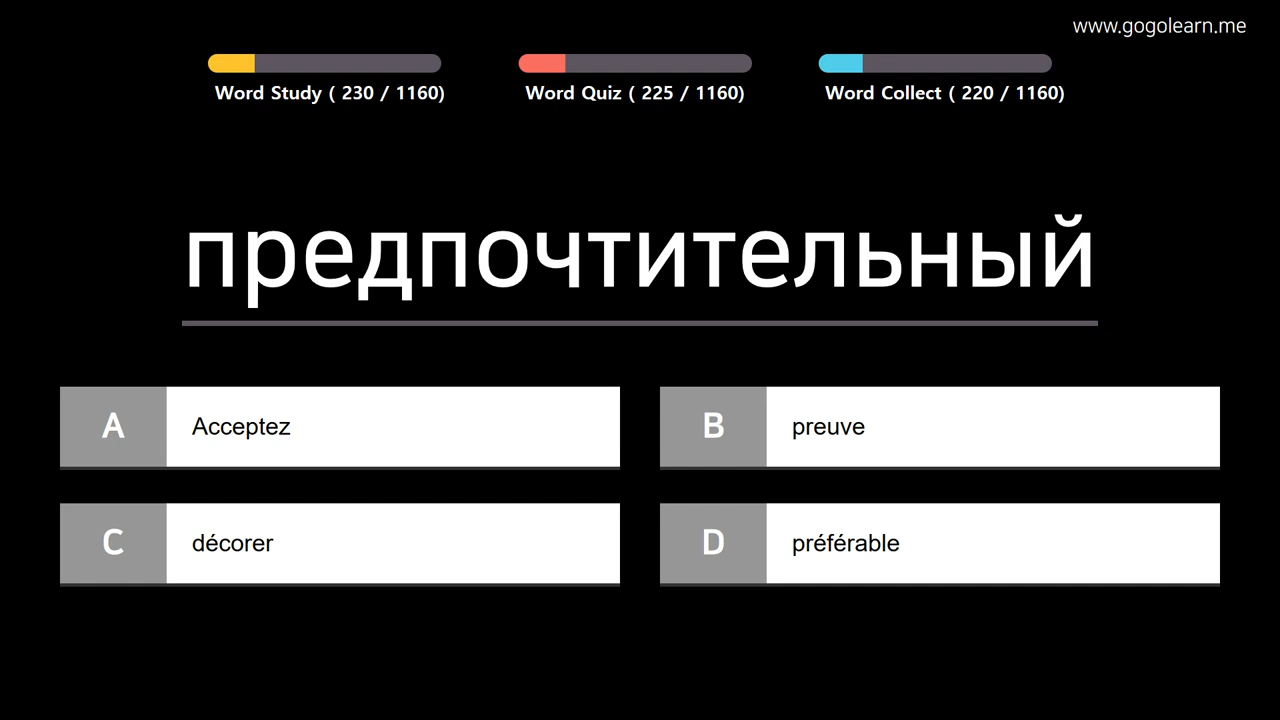 www.gogolearn.me
Word Study ( 230 / 1160)
Word Quiz ( 225 / 1160)
Word Collect ( 220 / 1160)
предпочтительный
A Acceptez
B preuve
C décorer
D préférable